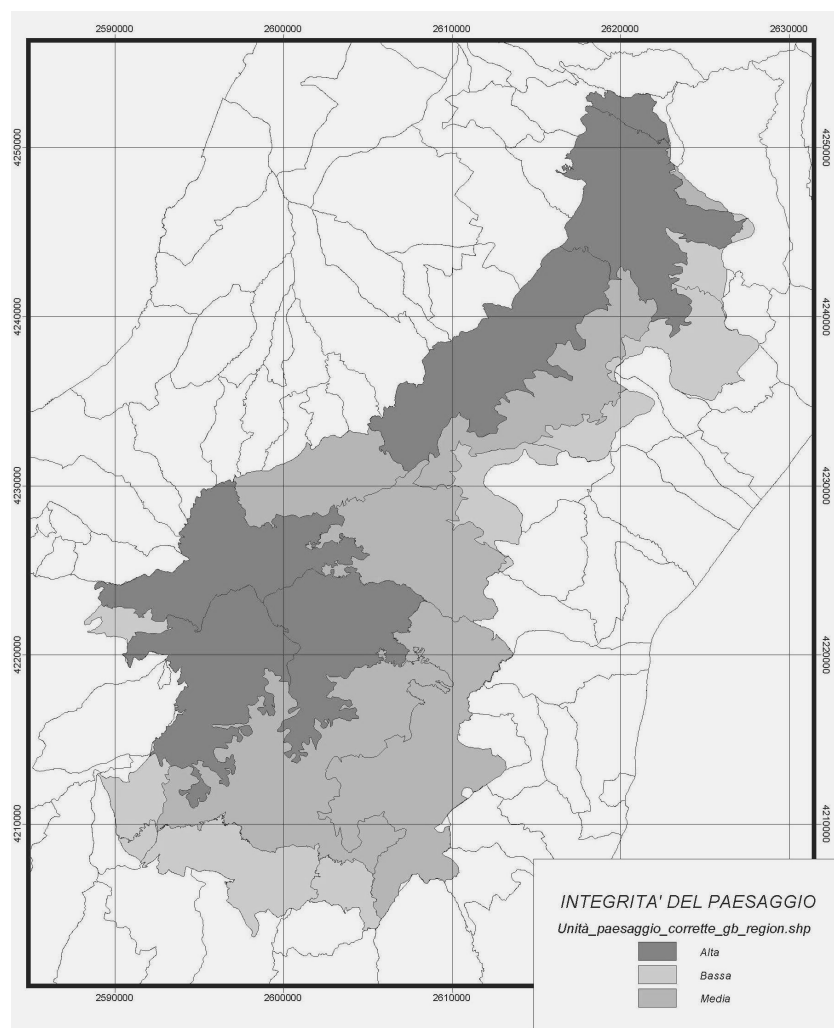 2590000 2600000 2610000 2620000 2630000
4250000 4250000
4240000 4240000
4230000 4230000
4220000 4220000
4210000 4210000
INTEGRITA' DEL PAESAGGIO
Unità_paesaggio_corrette_gb_region.shp
Alta
Bassa
Media
2590000 2600000 2610000